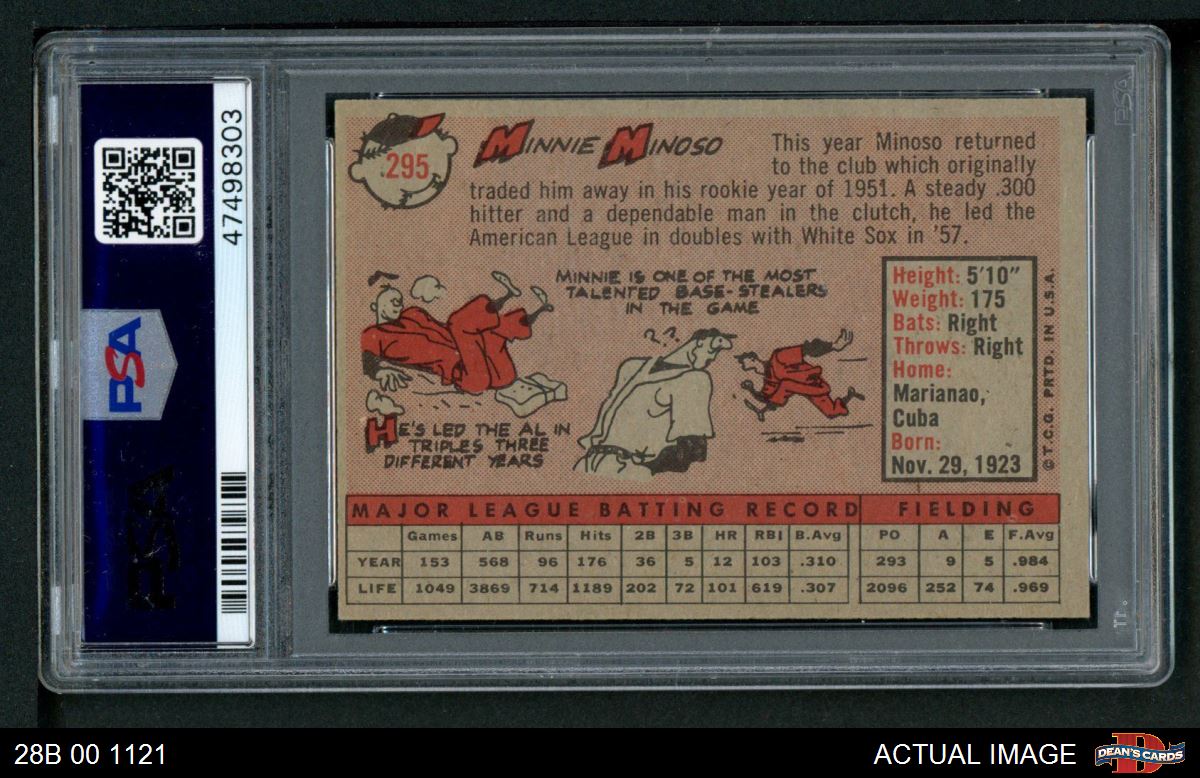 47498303
PSA
PSA
295
MINNIE MINOSO
This year Minoso returned
to the club which originally
traded him away in his rookie year of 1951. A steady .300
hitter and a dependable man in the clutch, he led the
American League in doubles with White Sox in '57.
MINNIE IS ONE OF THE MOST
TALENTED BASE-STEALERS
IN THE GAME
??
HE'S LED THE AL IN
TRIPLES THREE
DIFFERENT YEARS
Height: 5'10"
Weight: 175
Bats: Right
Throws: Right
Home:
Marianao,
Cuba
Born:
Nov. 29, 1923
©T.C.G. PRTD. IN U.S.A.
MAJOR LEAGUE BATTING RECORD FIELDING
Games AB Runs Hits 2B 3B HR RBI B.Avg PO A E F.Avg
YEAR 153 568 96 176 36 5 12 103 .310 293 9 5 .984
LIFE 1049 3869 714 1189 202 72 101 619 .307 2096 252 74 .969
PSA
28B 00 1121
ACTUAL IMAGE
DEAN'S CARDS